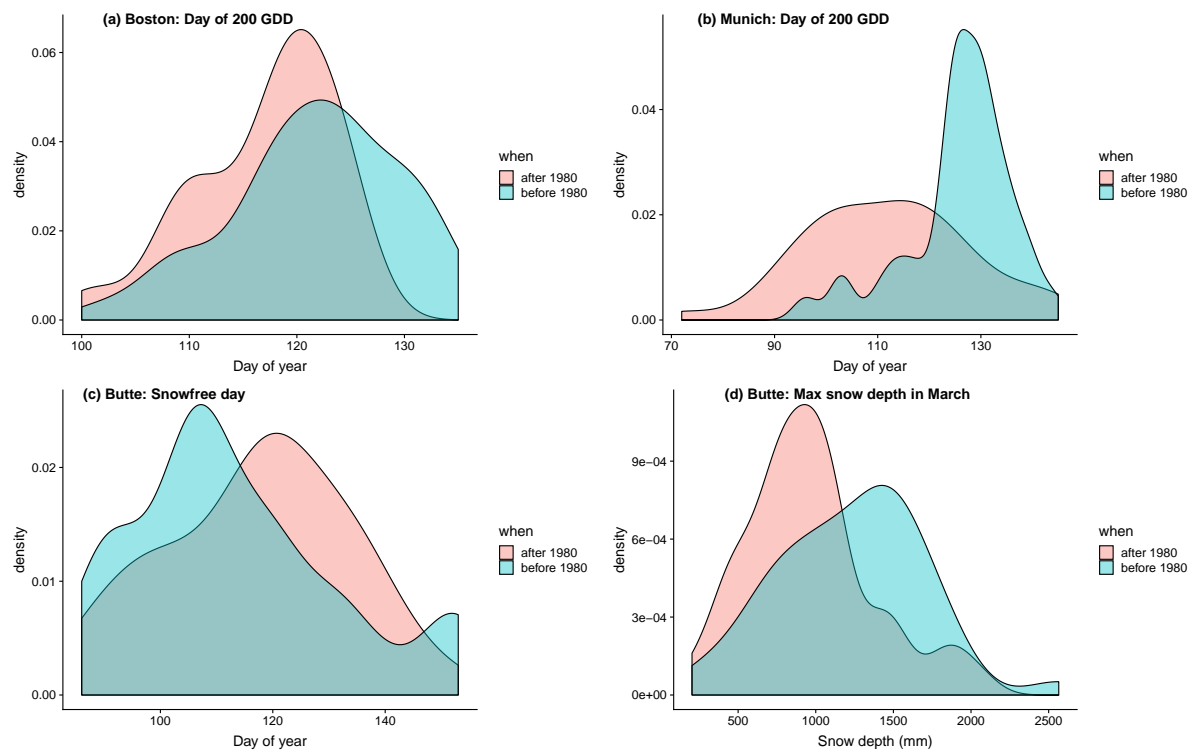 (a) Boston: Day of 200 GDD
0.06
0.04
0.02
0.00
density
100
110
120
130
Day of year
when
after 1980
before 1980
(b) Munich: Day of 200 GDD
0.04
0.02
0.00
density
70
90
110
130
Day of year
when
after 1980
before 1980
(c) Butte: Snowfree day
0.02
0.01
0.00
density
100
120
140
Day of year
when
after 1980
before 1980
(d) Butte: Max snow depth in March
9e−04
6e−04
3e−04
0e+00
density
500
1000
1500
2000
2500
Snow depth (mm)
when
after 1980
before 1980